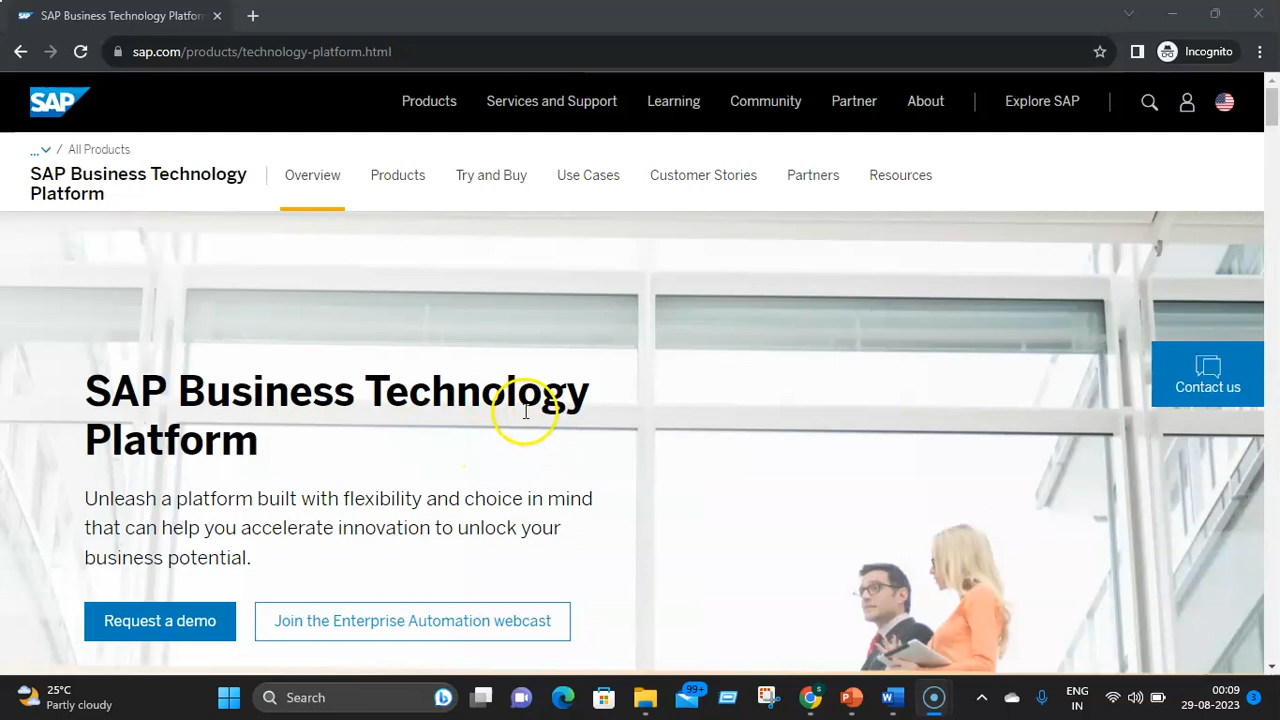 SAP Business Technology Platfor
sap.com/products/technology-platform.html
Incognito
SAP
Products
Services and Support
Learning
Community
Partner
About
Explore SAP
...
/ All Products
SAP Business Technology
Platform
Overview
Products
Try and Buy
Use Cases
Customer Stories
Partners
Resources
SAP Business Technology
Platform
Unleash a platform built with flexibility and choice in mind
that can help you accelerate innovation to unlock your
business potential.
Request a demo
Join the Enterprise Automation webcast
Contact us
25°C
Partly cloudy
Search
99+
ENG
IN
00:09
29-08-2023
3